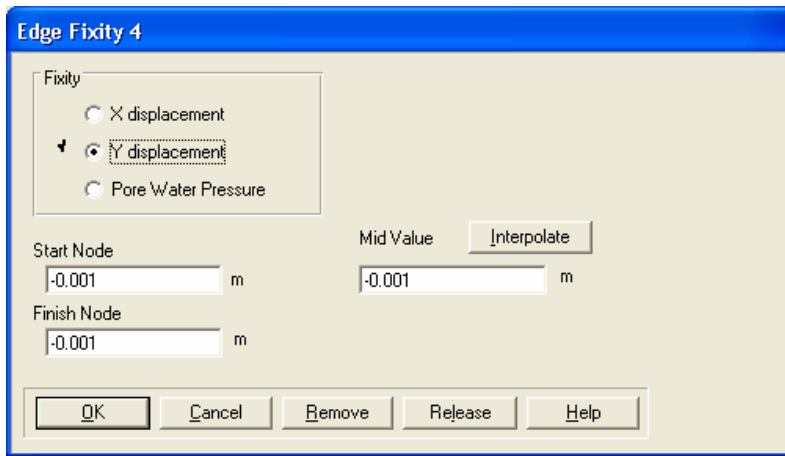 Edge Fixity 4
Fixity
X displacement
Y displacement
Pore Water Pressure
Mid Value Interpolate
Start Node
-0.001 m -0.001 m
Finish Node
-0.001 m
OK Cancel Remove Release Help